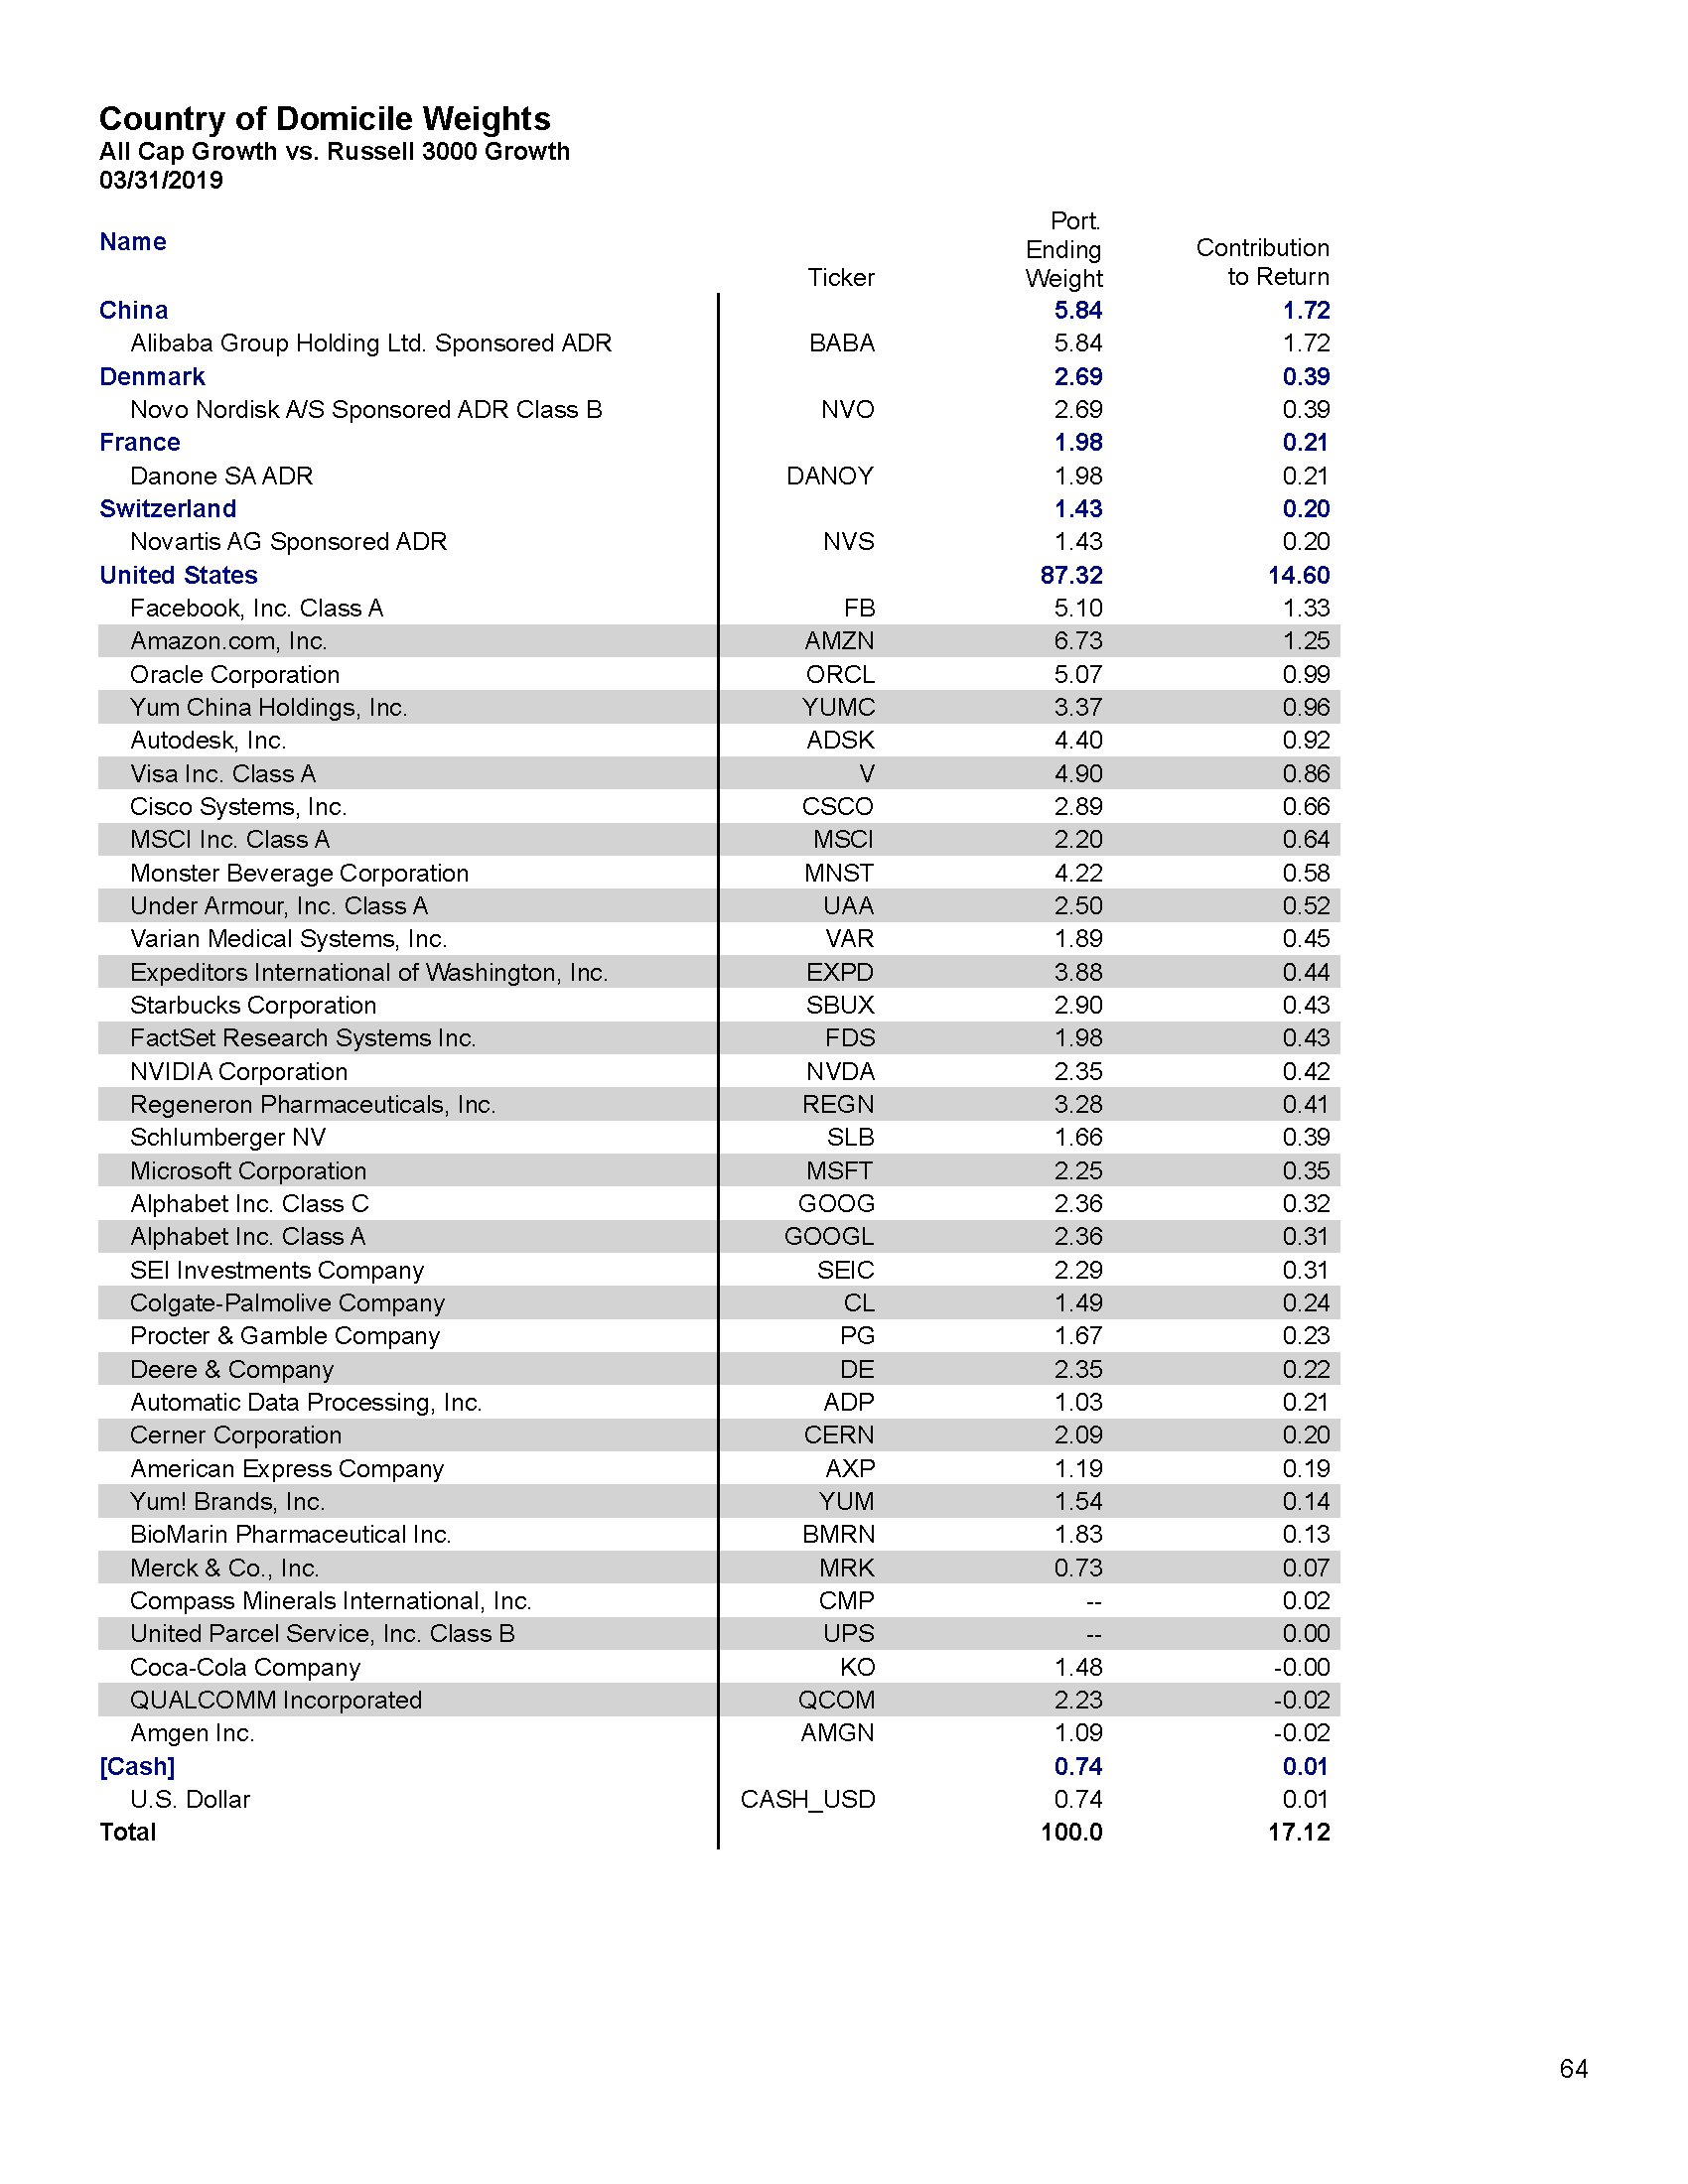 Country of Domicile Weights
All Cap Growth vs. Russell 3000 Growth
03/31/2019
Name Ticker Port. Ending Weight Contribution to Return
China 5.84 1.72
Alibaba Group Holding Ltd. Sponsored ADR BABA 5.84 1.72
Denmark 2.69 0.39
Novo Nordisk A/S Sponsored ADR Class B NVO 2.69 0.39
France 1.98 0.21
Danone SA ADR DANOY 1.98 0.21
Switzerland 1.43 0.20
Novartis AG Sponsored ADR NVS 1.43 0.20
United States 87.32 14.60
Facebook, Inc. Class A FB 5.10 1.33
Amazon.com, Inc. AMZN 6.73 1.25
Oracle Corporation ORCL 5.07 0.99
Yum China Holdings, Inc. YUMC 3.37 0.96
Autodesk, Inc. ADSK 4.40 0.92
Visa Inc. Class A V 4.90 0.86
Cisco Systems, Inc. CSCO 2.89 0.66
MSCI Inc. Class A MSCI 2.20 0.64
Monster Beverage Corporation MNST 4.22 0.58
Under Armour, Inc. Class A UAA 2.50 0.52
Varian Medical Systems, Inc. VAR 1.89 0.45
Expeditors International of Washington, Inc. EXPD 3.88 0.44
Starbucks Corporation SBUX 2.90 0.43
FactSet Research Systems Inc. FDS 1.98 0.43
NVIDIA Corporation NVDA 2.35 0.42
Regeneron Pharmaceuticals, Inc. REGN 3.28 0.41
Schlumberger NV SLB 1.66 0.39
Microsoft Corporation MSFT 2.25 0.35
Alphabet Inc. Class C GOOG 2.36 0.32
Alphabet Inc. Class A GOOGL 2.36 0.31
SEI Investments Company SEIC 2.29 0.31
Colgate-Palmolive Company CL 1.49 0.24
Procter & Gamble Company PG 1.67 0.23
Deere & Company DE 2.35 0.22
Automatic Data Processing, Inc. ADP 1.03 0.21
Cerner Corporation CERN 2.09 0.20
American Express Company AXP 1.19 0.19
Yum! Brands, Inc. YUM 1.54 0.14
BioMarin Pharmaceutical Inc. BMRN 1.83 0.13
Merck & Co., Inc. MRK 0.73 0.07
Compass Minerals International, Inc. CMP -- 0.02
United Parcel Service, Inc. Class B UPS -- 0.00
Coca-Cola Company KO 1.48 -0.00
QUALCOMM Incorporated QCOM 2.23 -0.02
Amgen Inc. AMGN 1.09 -0.02
[Cash] 0.74 0.01
U.S. Dollar CASH_USD 0.74 0.01
Total 100.0 17.12
64